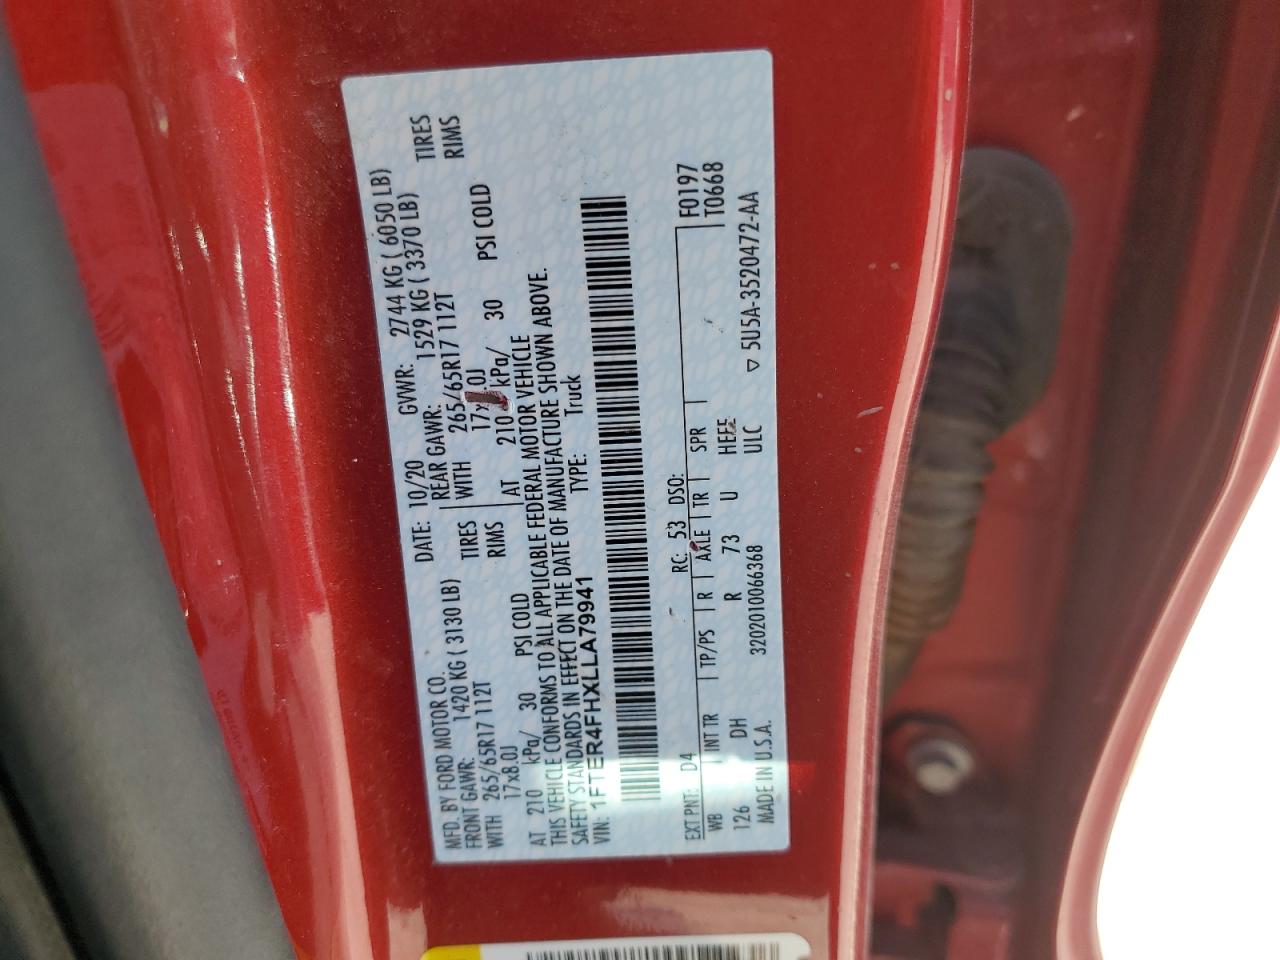 MFD. BY FORD MOTOR CO.
DATE: 10/20 GVWR: 2744 KG ( 6050 LB)
FRONT GAWR: 1420 KG ( 3130 LB) REAR GAWR: 1529 KG ( 3370 LB)
WITH 265/65R17 112T TIRES WITH 265/65R17 112T TIRES
17x8.0J RIMS 17x .0J RIMS
AT 210 kPa/ 30 PSI COLD AT 210 kPa/ 30 PSI COLD
THIS VEHICLE CONFORMS TO ALL APPLICABLE FEDERAL MOTOR VEHICLE
SAFETY STANDARDS IN EFFECT ON THE DATE OF MANUFACTURE SHOWN ABOVE.
VIN: 1FTER4FHXLLA79941 TYPE: Truck
EXT PNT: D4 RC: 53 DSO: F0197
WB INT TR TP/PS R AXLE TR SPR T0668
126 DH R 73 U
MADE IN U.S.A. 3202010066368 ULC ▽ 5U5A-3520472-AA